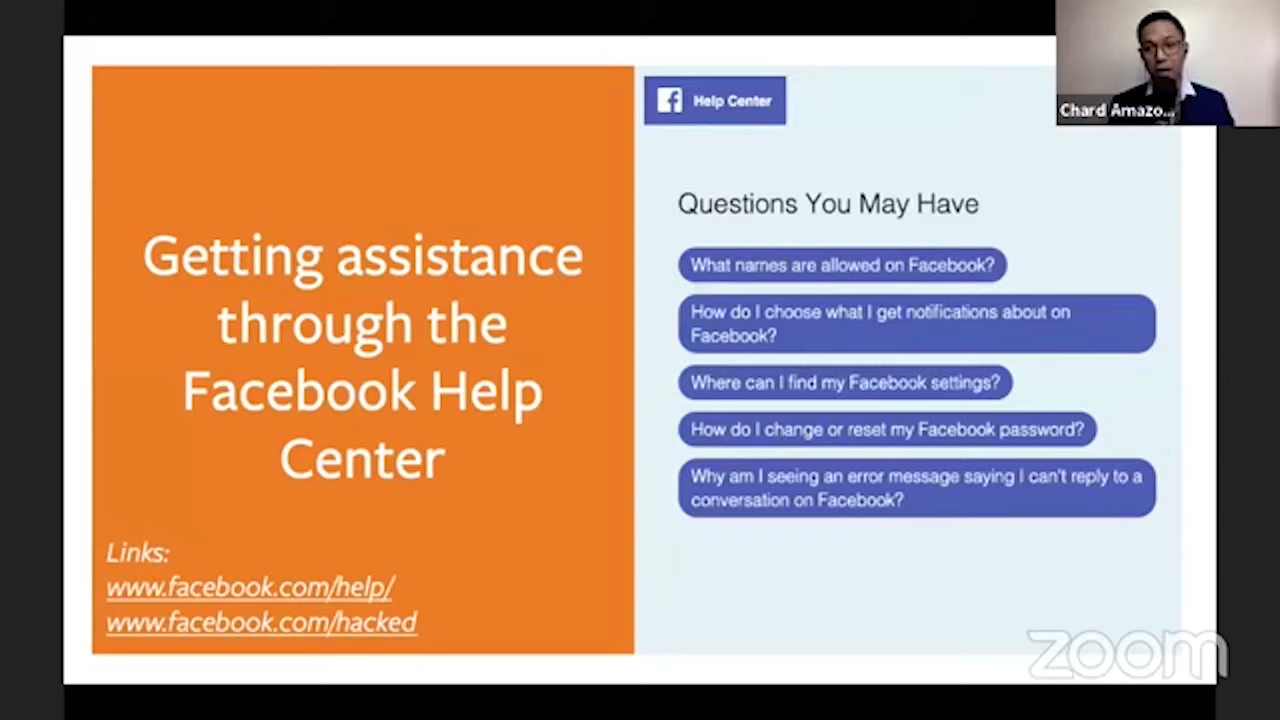 Getting assistance
through the
Facebook Help
Center
Links:
www.facebook.com/help/
www.facebook.com/hacked
Help Center
Questions You May Have
What names are allowed on Facebook?
How do I choose what I get notifications about on
Facebook?
Where can I find my Facebook settings?
How do I change or reset my Facebook password?
Why am I seeing an error message saying I can't reply to a
conversation on Facebook?
Chard Amazo...
zoom